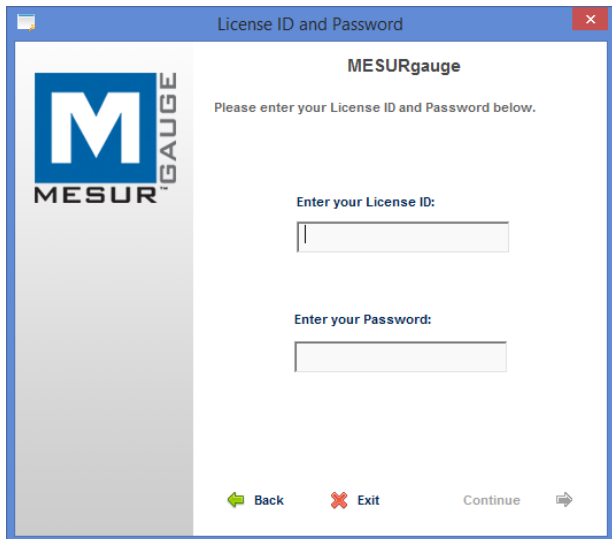 License ID and Password
MESURgauge
Please enter your License ID and Password below.
M
GAUGE
MESUR™
Enter your License ID:
Enter your Password:
Back
Exit
Continue